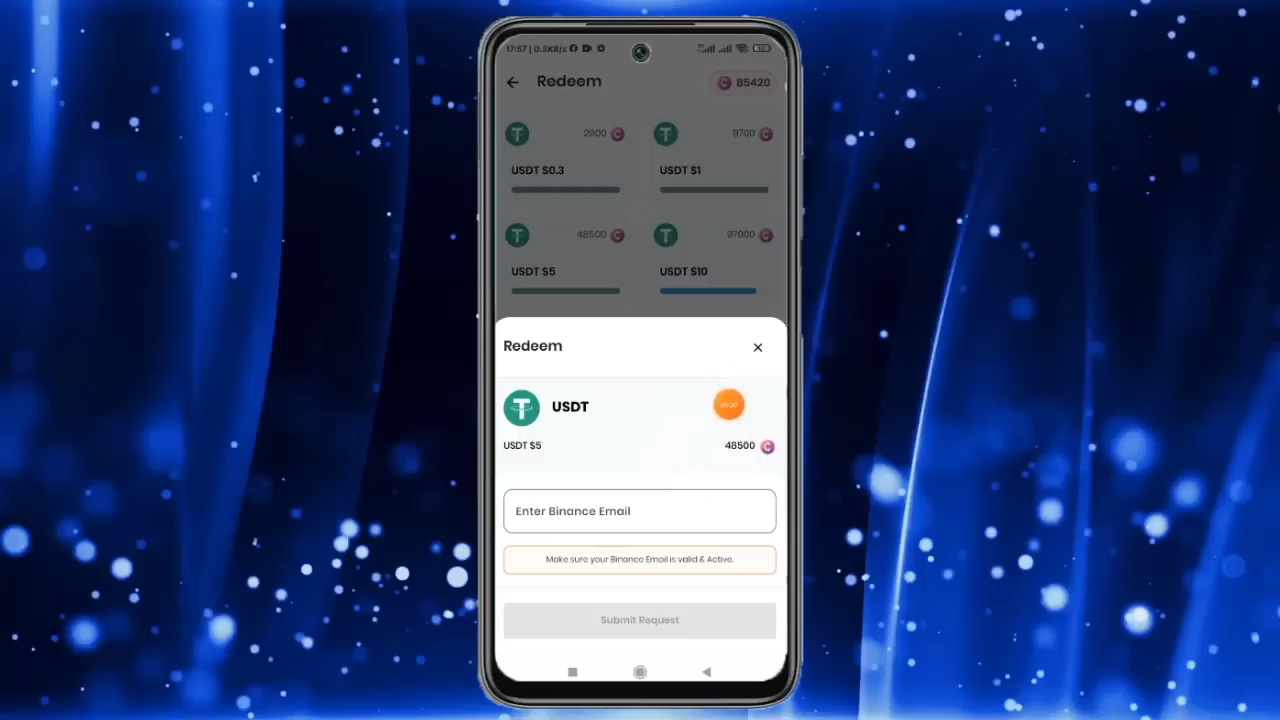 17:57 | 0.5KB/s
Redeem
85420
2900
9700
USDT $0.3
USDT $1
48500
97000
USDT $5
USDT $10
Redeem
USDT
USDT $5
48500
Enter Binance Email
Make sure your Binance Email is valid & Active.
Submit Request